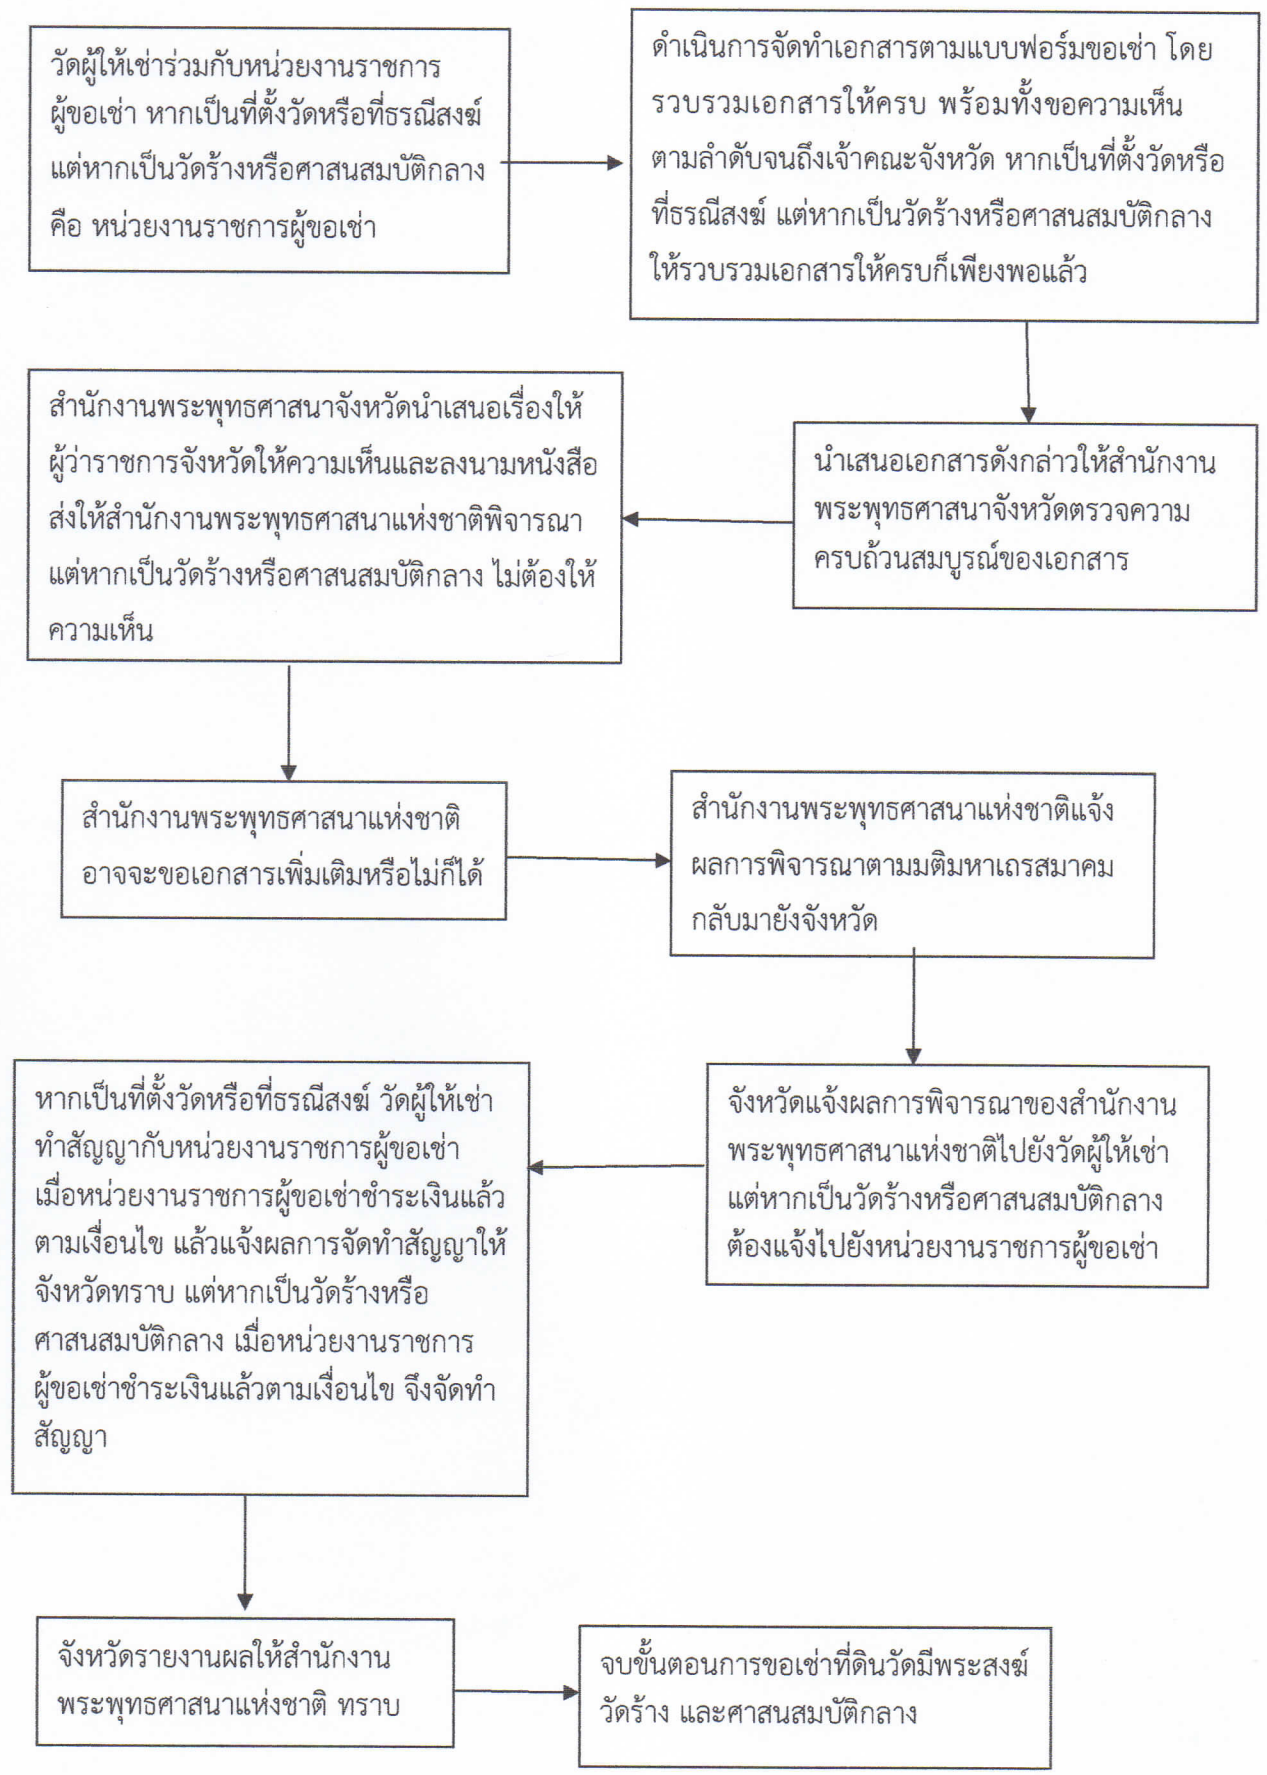 วัดผู้ให้เช่าร่วมกับหน่วยงานราชการ
ผู้ขอเช่า หากเป็นที่ตั้งวัดหรือที่ธรณีสงฆ์
แต่หากเป็นวัดร้างหรือศาสนสมบัติกลาง
คือ หน่วยงานราชการผู้ขอเช่า
ดำเนินการจัดทำเอกสารตามแบบฟอร์มขอเช่า โดย
รวบรวมเอกสารให้ครบ พร้อมทั้งขอความเห็น
ตามลำดับจนถึงเจ้าคณะจังหวัด หากเป็นที่ตั้งวัดหรือ
ที่ธรณีสงฆ์ แต่หากเป็นวัดร้างหรือศาสนสมบัติกลาง
ให้รวบรวมเอกสารให้ครบก็เพียงพอแล้ว
นำเสนอเอกสารดังกล่าวให้สำนักงาน
พระพุทธศาสนาจังหวัดตรวจความ
ครบถ้วนสมบูรณ์ของเอกสาร
สำนักงานพระพุทธศาสนาจังหวัดนำเสนอเรื่องให้
ผู้ว่าราชการจังหวัดให้ความเห็นและลงนามหนังสือ
ส่งให้สำนักงานพระพุทธศาสนาแห่งชาติพิจารณา
แต่หากเป็นวัดร้างหรือศาสนสมบัติกลาง ไม่ต้องให้
ความเห็น
สำนักงานพระพุทธศาสนาแห่งชาติ
อาจจะขอเอกสารเพิ่มเติมหรือไม่ก็ได้
สำนักงานพระพุทธศาสนาแห่งชาติแจ้ง
ผลการพิจารณาตามมติมหาเถรสมาคม
กลับมายังจังหวัด
จังหวัดแจ้งผลการพิจารณาของสำนักงาน
พระพุทธศาสนาแห่งชาติไปยังวัดผู้ให้เช่า
แต่หากเป็นวัดร้างหรือศาสนสมบัติกลาง
ต้องแจ้งไปยังหน่วยงานราชการผู้ขอเช่า
หากเป็นที่ตั้งวัดหรือที่ธรณีสงฆ์ วัดผู้ให้เช่า
ทำสัญญากับหน่วยงานราชการผู้ขอเช่า
เมื่อหน่วยงานราชการผู้ขอเช่าชำระเงินแล้ว
ตามเงื่อนไข แล้วแจ้งผลการจัดทำสัญญาให้
จังหวัดทราบ แต่หากเป็นวัดร้างหรือ
ศาสนสมบัติกลาง เมื่อหน่วยงานราชการ
ผู้ขอเช่าชำระเงินแล้วตามเงื่อนไข จึงจัดทำ
สัญญา
จังหวัดรายงานผลให้สำนักงาน
พระพุทธศาสนาแห่งชาติ ทราบ
จบขั้นตอนการขอเช่าที่ดินวัดมีพระสงฆ์
วัดร้าง และศาสนสมบัติกลาง